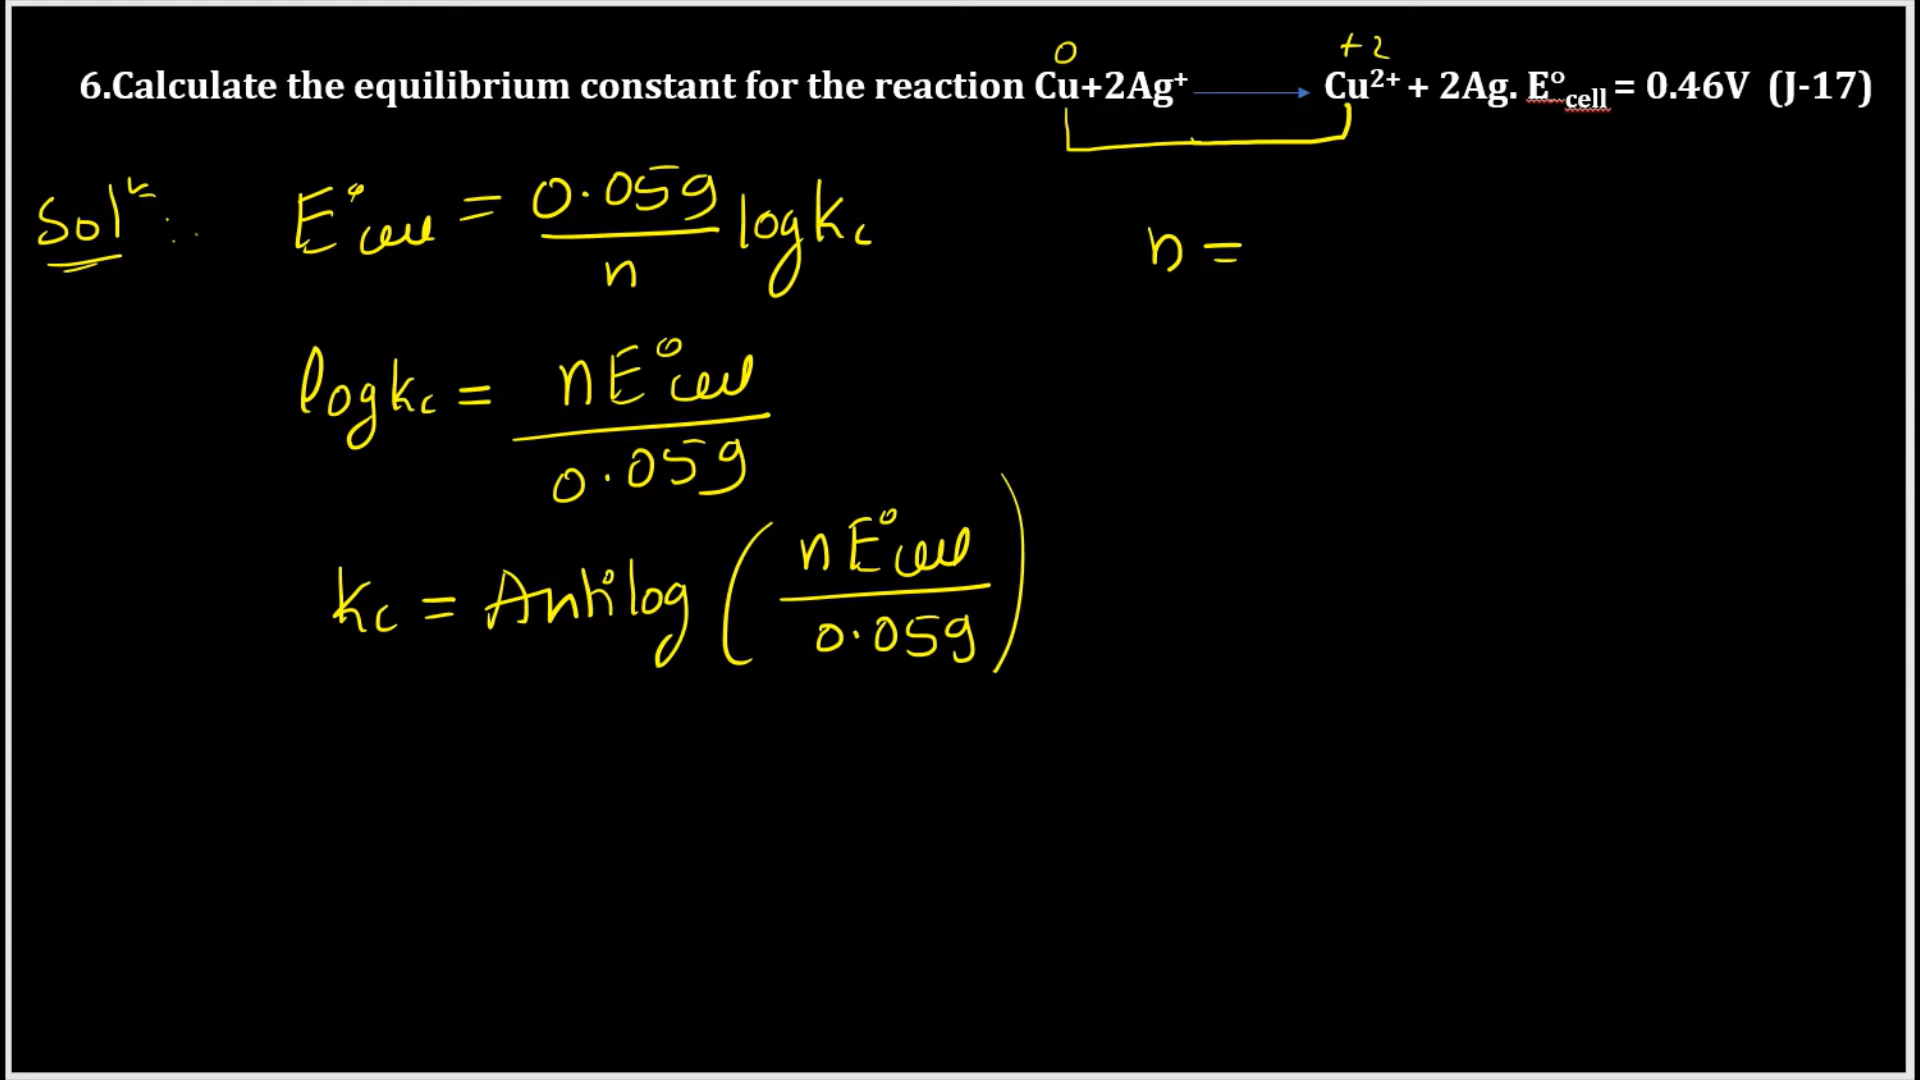 0 +2
6.Calculate the equilibrium constant for the reaction Cu+2Ag⁺ ⟶ Cu²⁺ + 2Ag. E°cell = 0.46V (J-17)
Solⁿ: E°cell = 0.059/n log kc n =
log kc = nE°cell/0.059
kc = Antilog (nE°cell/0.059)